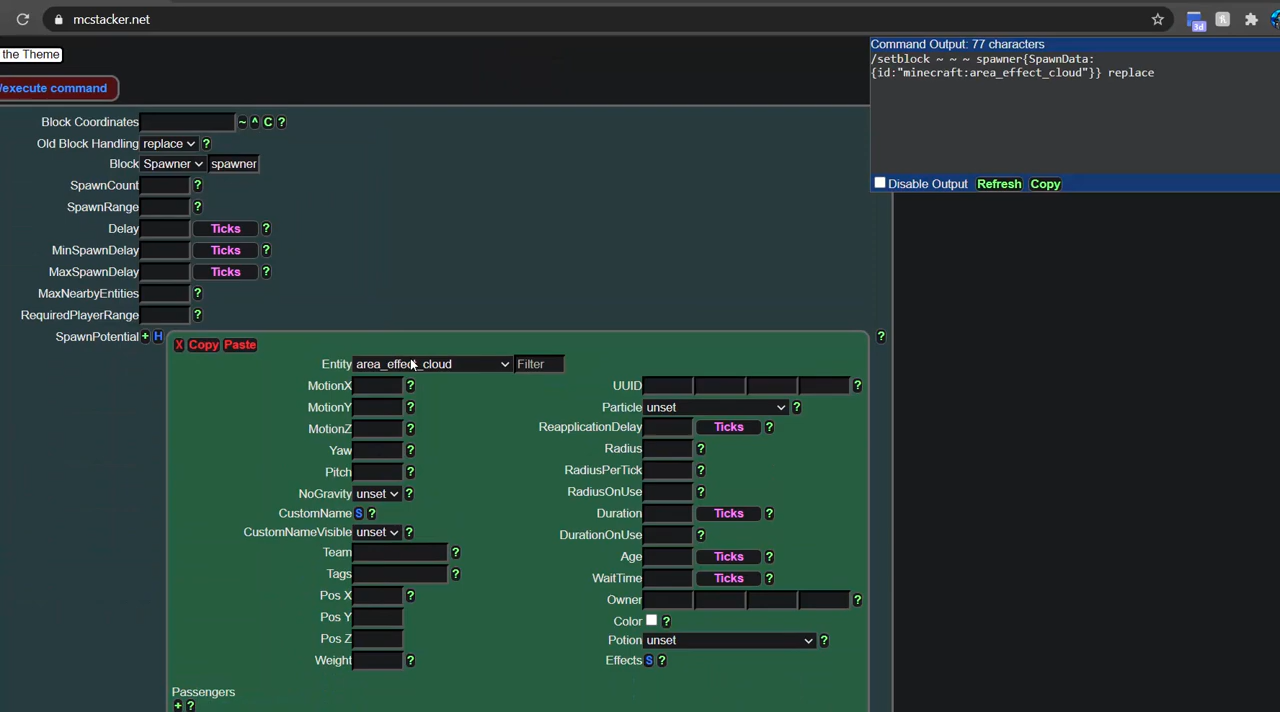 mcstacker.net
3d
the Theme
/execute command
Command Output: 77 characters
/setblock ~ ~ ~ spawner{SpawnData:
{id:"minecraft:area_effect_cloud"}} replace
Disable Output Refresh Copy
Block Coordinates ~ ^ C ?
Old Block Handling replace ?
Block Spawner spawner
SpawnCount ?
SpawnRange ?
Delay Ticks ?
MinSpawnDelay Ticks ?
MaxSpawnDelay Ticks ?
MaxNearbyEntities ?
RequiredPlayerRange ?
SpawnPotential + H ?
X Copy Paste
Entity area_effect_cloud Filter
MotionX ?
MotionY ?
MotionZ ?
Yaw ?
Pitch ?
NoGravity unset ?
CustomName S ?
CustomNameVisible unset ?
Team ?
Tags ?
Pos X ?
Pos Y
Pos Z
Weight ?
UUID ?
Particle unset ?
ReapplicationDelay Ticks ?
Radius ?
RadiusPerTick ?
RadiusOnUse ?
Duration Ticks ?
DurationOnUse ?
Age Ticks ?
WaitTime Ticks ?
Owner ?
Color ?
Potion unset ?
Effects S ?
Passengers
+ ?